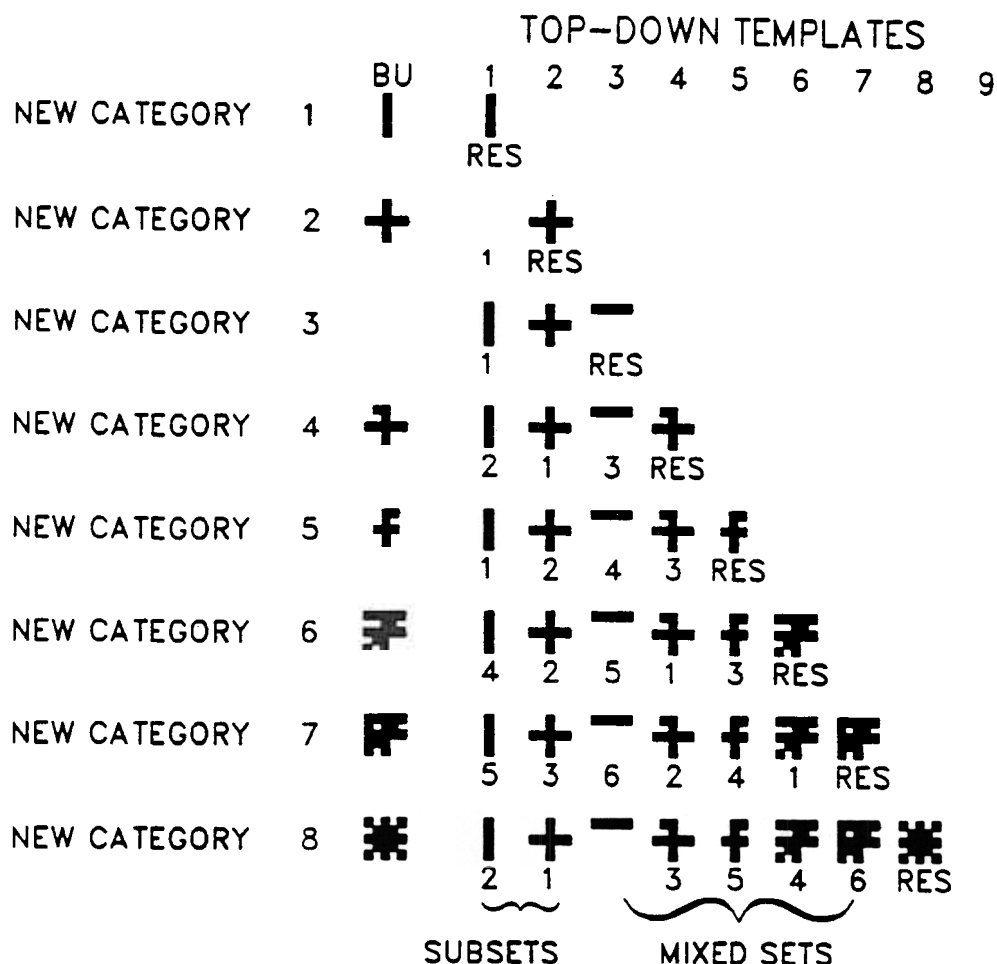 TOP-DOWN TEMPLATES
BU 1 2 3 4 5 6 7 8 9
NEW CATEGORY 1
RES
NEW CATEGORY 2
1 RES
NEW CATEGORY 3
1 RES
NEW CATEGORY 4
2 1 3 RES
NEW CATEGORY 5
1 2 4 3 RES
NEW CATEGORY 6
4 2 5 1 3 RES
NEW CATEGORY 7
5 3 6 2 4 1 RES
NEW CATEGORY 8
2 1 3 5 4 6 RES
SUBSETS MIXED SETS